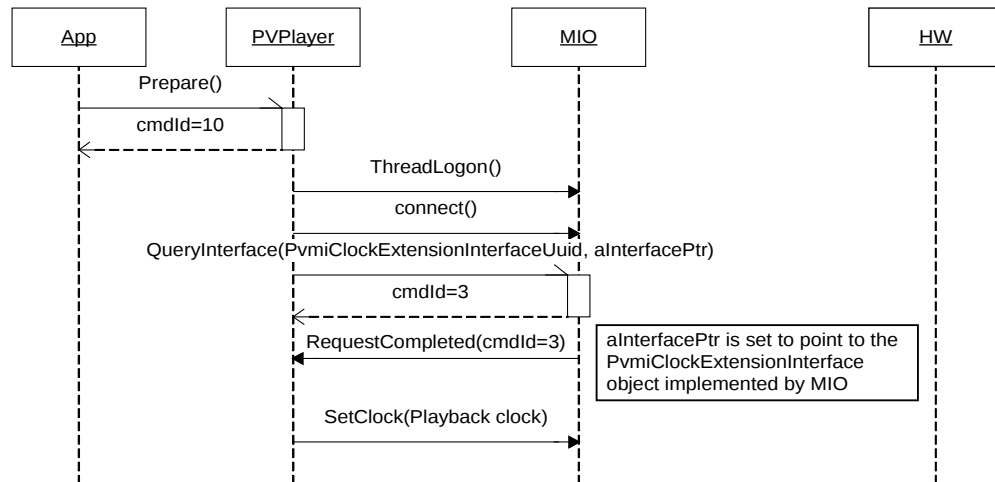 App
PVPlayer
MIO
HW
Prepare()
cmdId=10
ThreadLogon()
connect()
QueryInterface(PvmiClockExtensionInterfaceUuid, aInterfacePtr)
cmdId=3
RequestCompleted(cmdId=3)
aInterfacePtr is set to point to the
PvmiClockExtensionInterface
object implemented by MIO
SetClock(Playback clock)